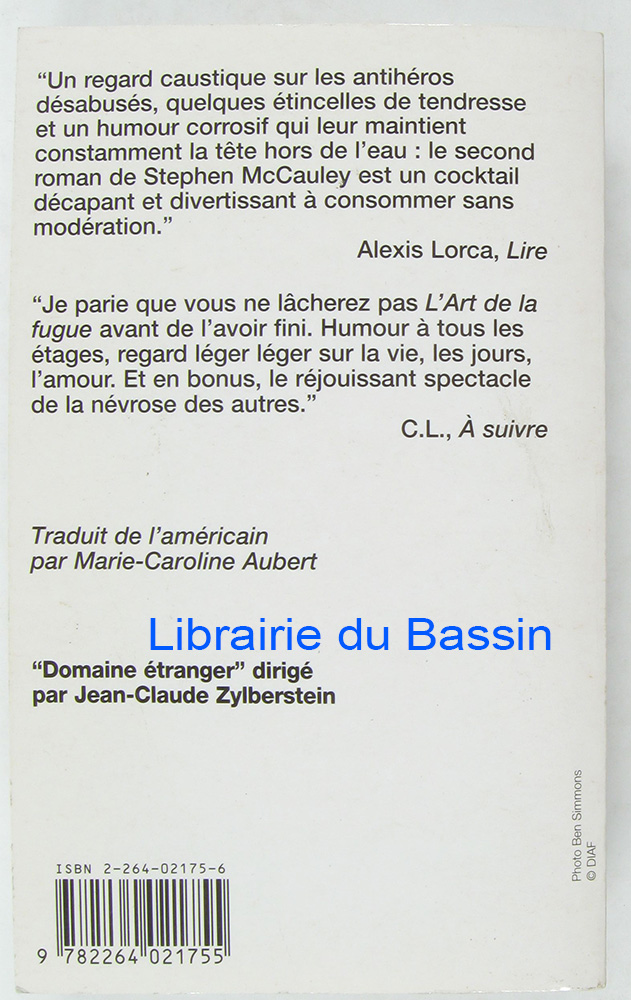 “Un regard caustique sur les antihéros
désabusés, quelques étincelles de tendresse
et un humour corrosif qui leur maintient
constamment la tête hors de l’eau : le second
roman de Stephen McCauley est un cocktail
décapant et divertissant à consommer sans
modération.”
Alexis Lorca, Lire
“Je parie que vous ne lâcherez pas L’Art de la
fugue avant de l’avoir fini. Humour à tous les
étages, regard léger léger sur la vie, les jours,
l’amour. Et en bonus, le réjouissant spectacle
de la névrose des autres.”
C.L., À suivre
Traduit de l’américain
par Marie-Caroline Aubert
Librairie du Bassin
“Domaine étranger” dirigé
par Jean-Claude Zylberstein
Photo Ben Simmons
© DIAF
ISBN 2-264-02175-6
9 782264 021755